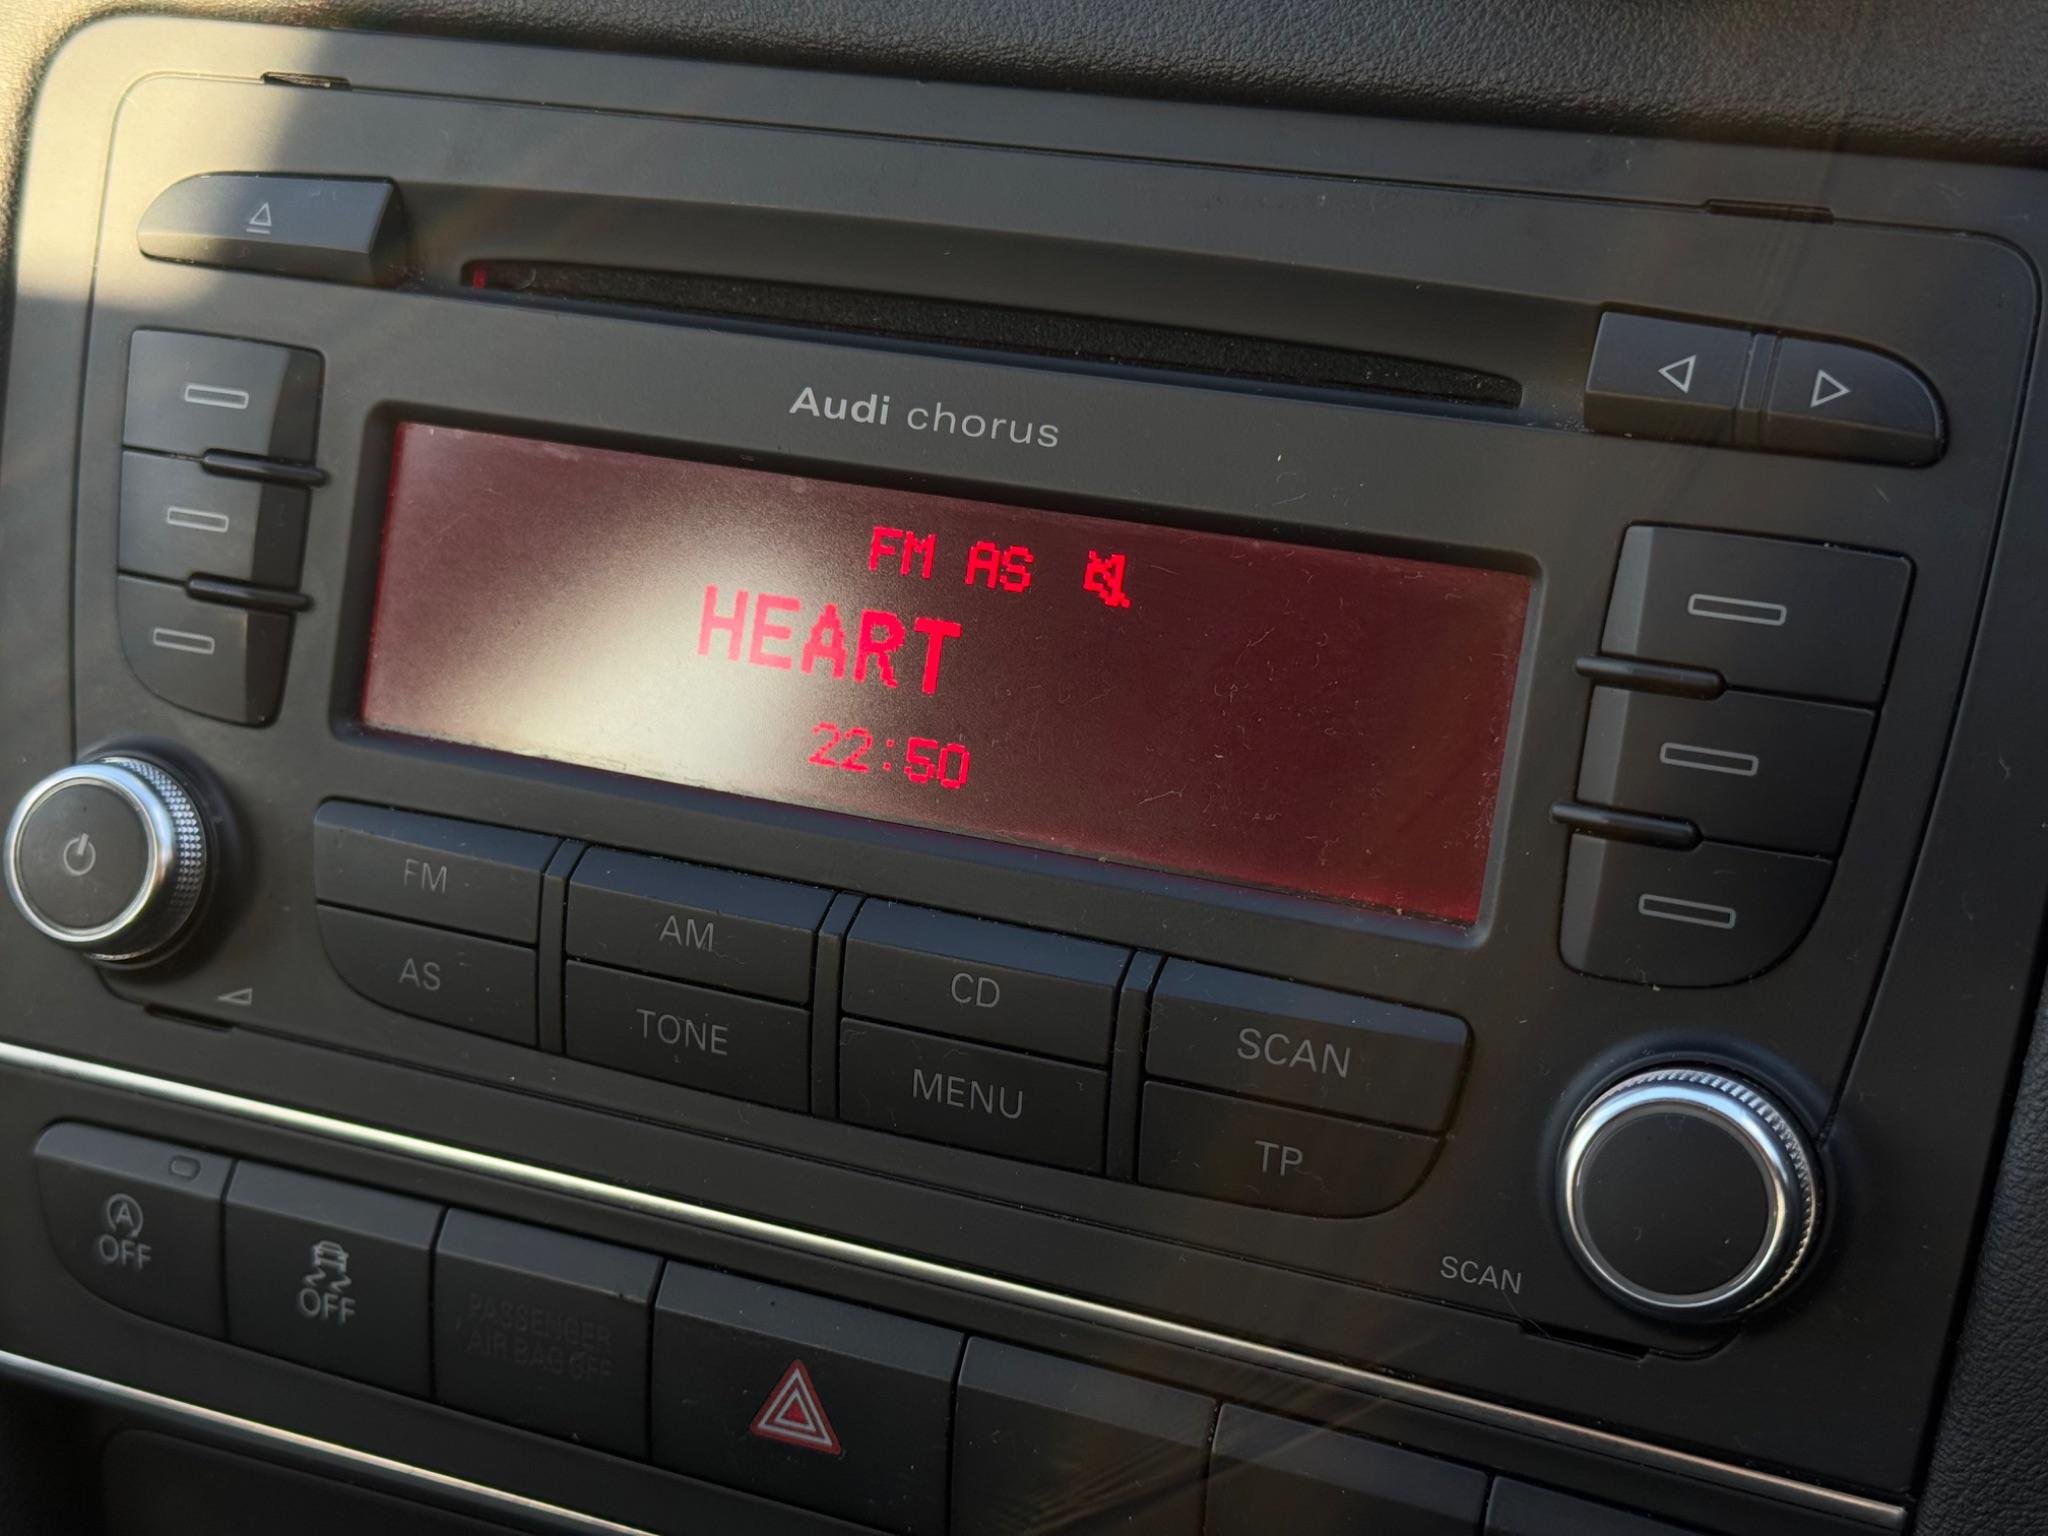 Audi chorus
FM AS
HEART
22:50
FM
AM
CD
SCAN
AS
TONE
MENU
TP
SCAN
A
OFF
OFF
PASSENGER
AIR BAG OFF